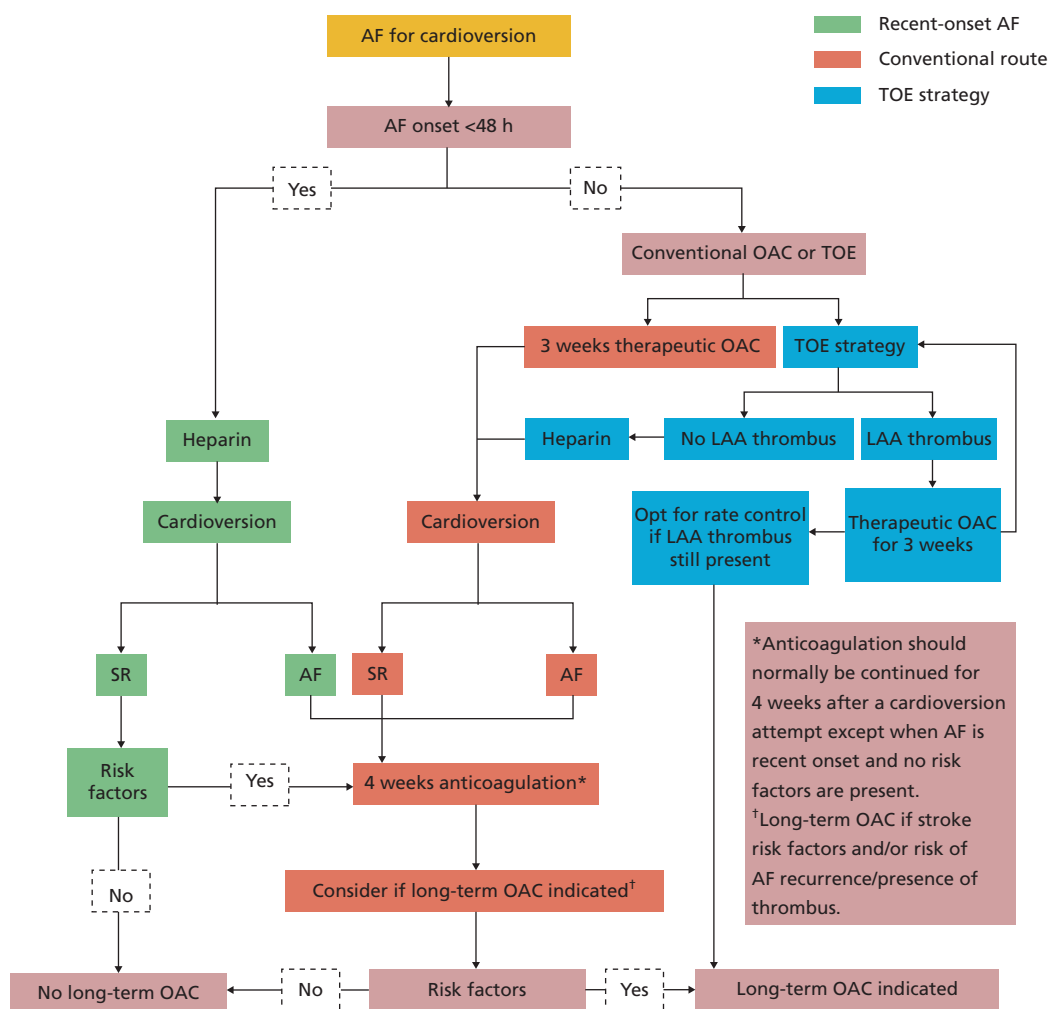 AF for cardioversion
Recent-onset AF
Conventional route
TOE strategy
AF onset <48 h
Yes
No
Conventional OAC or TOE
3 weeks therapeutic OAC
TOE strategy
Heparin
Heparin
No LAA thrombus
LAA thrombus
Cardioversion
Cardioversion
Opt for rate control
if LAA thrombus
still present
Therapeutic OAC
for 3 weeks
SR
AF
SR
AF
*Anticoagulation should
normally be continued for
4 weeks after a cardioversion
attempt except when AF is
recent onset and no risk
factors are present.
†Long-term OAC if stroke
risk factors and/or risk of
AF recurrence/presence of
thrombus.
Risk
factors
Yes
4 weeks anticoagulation*
No
Consider if long-term OAC indicated†
No long-term OAC
No
Risk factors
Yes
Long-term OAC indicated